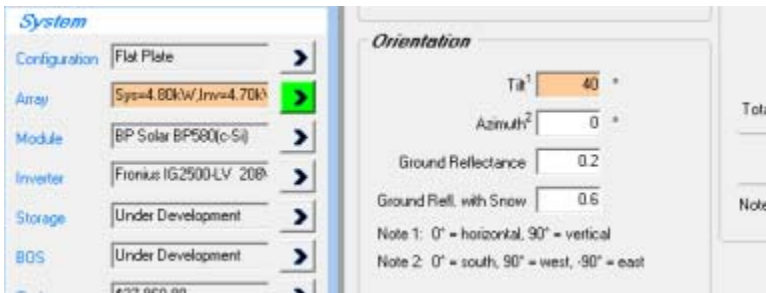 System
Configuration Flat Plate
Array Sys=4.80kW,Inv=4.70k
Module BP Solar BP580(c-Si)
Inverter Fronius IG2500-LV 208
Storage Under Development
BOS Under Development
Orientation
Tilt1 40 °
Azimuth2 0 °
Ground Reflectance 0.2
Ground Refl. with Snow 0.6
Note 1: 0° = horizontal, 90° = vertical
Note 2: 0° = south, 90° = west, -90° = east
Tota
Note